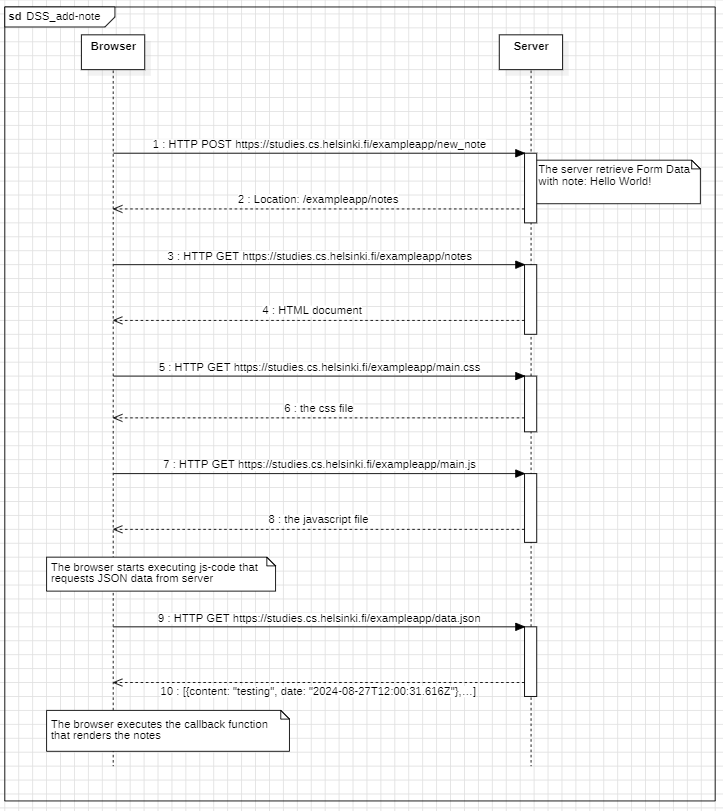 sd DSS_add-note
Browser
Server
1 : HTTP POST https://studies.cs.helsinki.fi/exampleapp/new_note
The server retrieve Form Data
with note: Hello World!
2 : Location: /exampleapp/notes
3 : HTTP GET https://studies.cs.helsinki.fi/exampleapp/notes
4 : HTML document
5 : HTTP GET https://studies.cs.helsinki.fi/exampleapp/main.css
6 : the css file
7 : HTTP GET https://studies.cs.helsinki.fi/exampleapp/main.js
8 : the javascript file
The browser starts executing js-code that
requests JSON data from server
9 : HTTP GET https://studies.cs.helsinki.fi/exampleapp/data.json
10 : [{content: "testing", date: "2024-08-27T12:00:31.616Z"},...]
The browser executes the callback function
that renders the notes